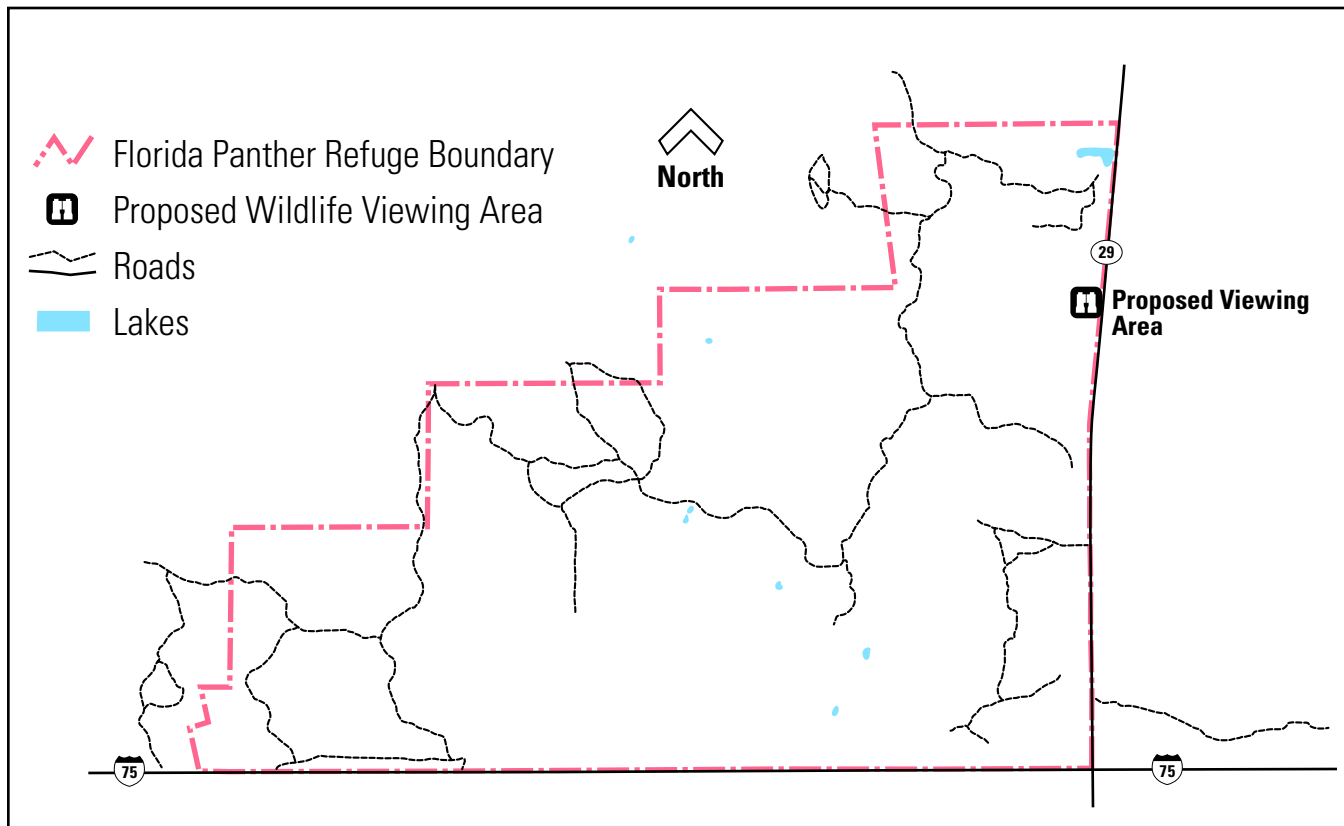 Florida Panther Refuge Boundary
Proposed Wildlife Viewing Area
Roads
Lakes
North
29
Proposed Viewing
Area
75
75